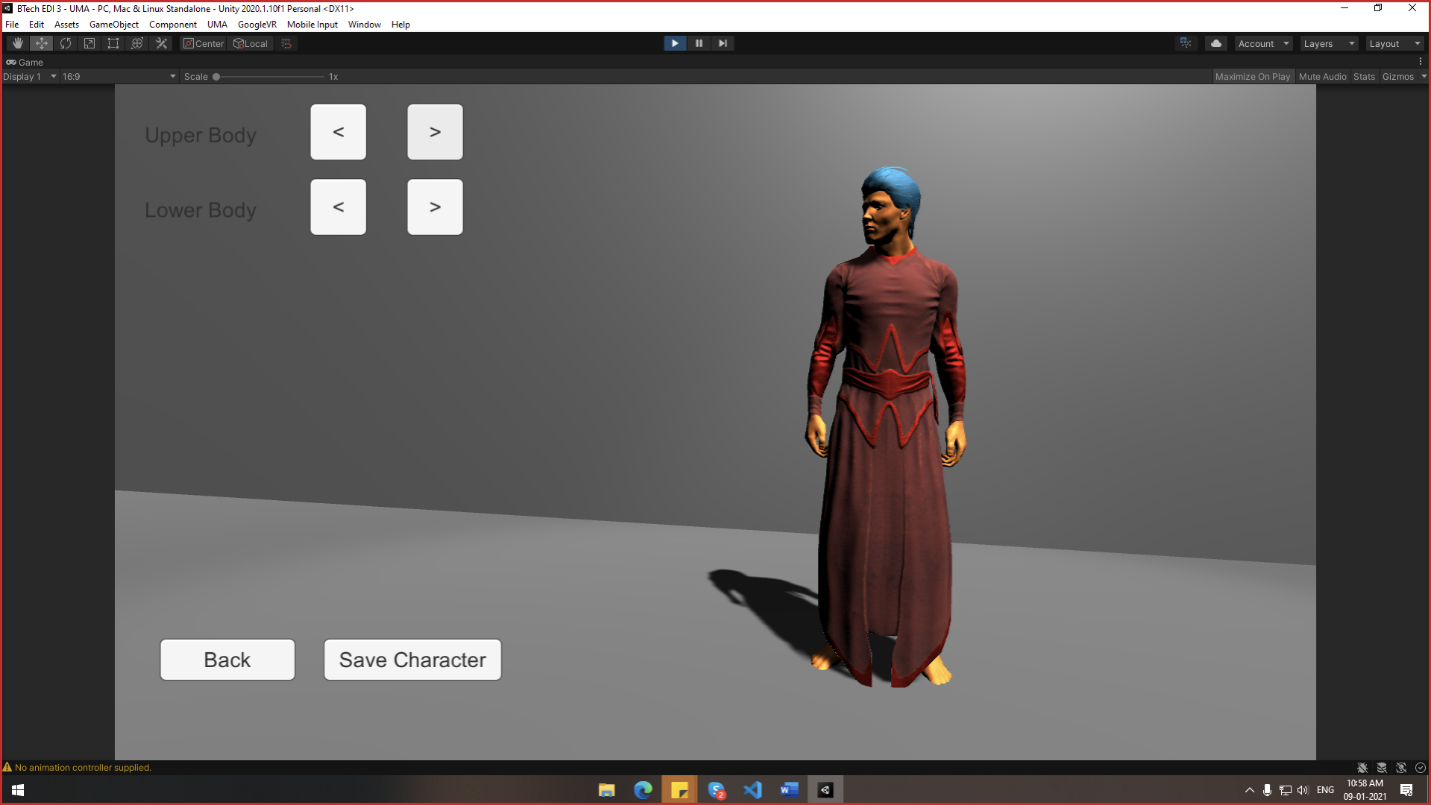 BTech EDI 3 - UMA - PC, Mac & Linux Standalone - Unity 2020.1.10f1 Personal <DX11>
File Edit Assets GameObject Component UMA GoogleVR Mobile Input Window Help
Center Local Account Layers Layout
Game
Display 1 16:9 Scale 1x Maximize On Play Mute Audio Stats Gizmos
Upper Body < >
Lower Body < >
Back Save Character
No animation controller supplied.
2 ENG 10:58 AM
09-01-2021